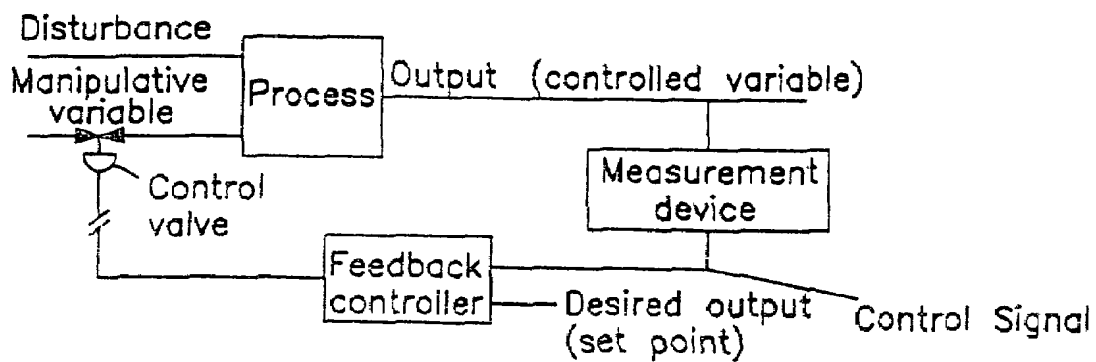 Disturbance
Manipulative
variable
Process
Output (controlled variable)
Control
valve
Measurement
device
Feedback
controller
Desired output
(set point)
Control Signal